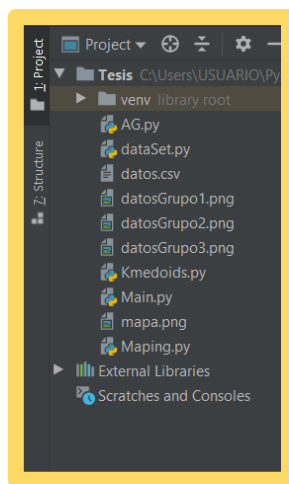 1: Project
Z: Structure
Project
Tesis C:\Users\USUARIO\Py
venv library root
AG.py
dataSet.py
datos.csv
datosGrupo1.png
datosGrupo2.png
datosGrupo3.png
Kmedoids.py
Main.py
mapa.png
Maping.py
External Libraries
Scratches and Consoles